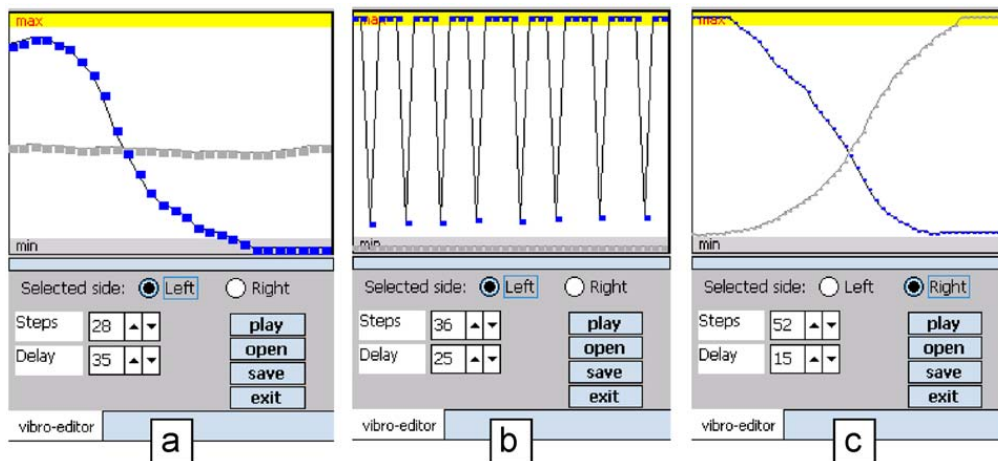 max
min
Selected side: Left Right
Steps 28
Delay 35
play
open
save
exit
vibro-editor
a
max
min
Selected side: Left Right
Steps 36
Delay 25
play
open
save
exit
vibro-editor
b
max
min
Selected side: Left Right
Steps 52
Delay 15
play
open
save
exit
vibro-editor
c